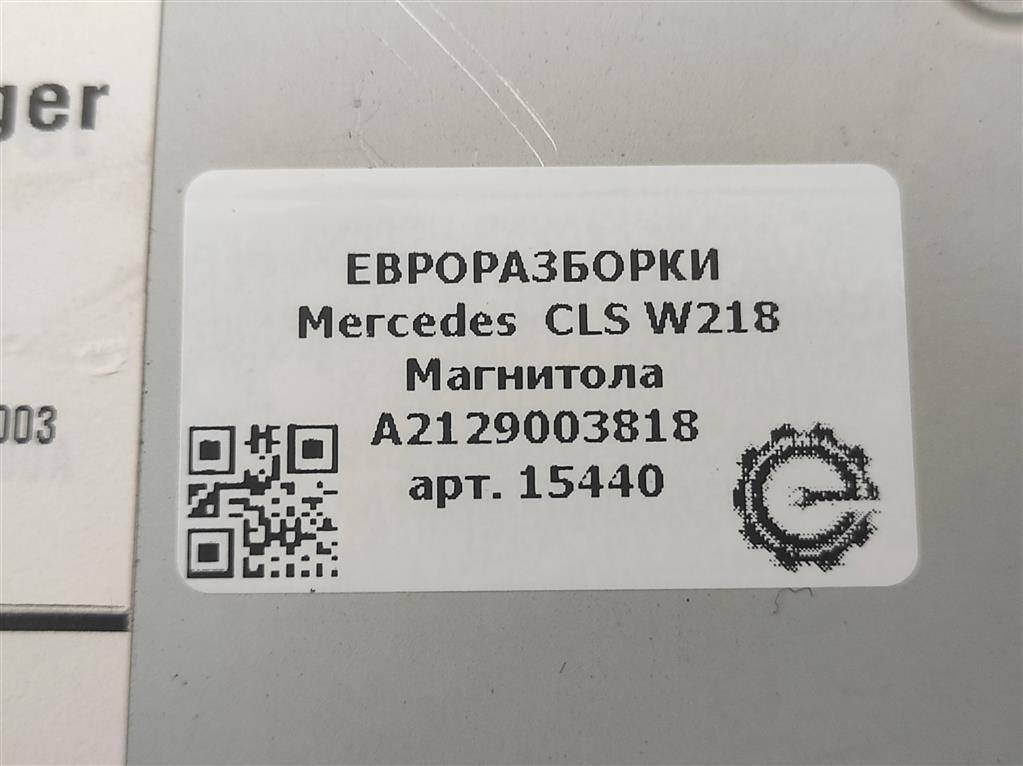 ger
003
ЕВРОРАЗБОРКИ
Mercedes CLS W218
Магнитола
A2129003818
арт. 15440